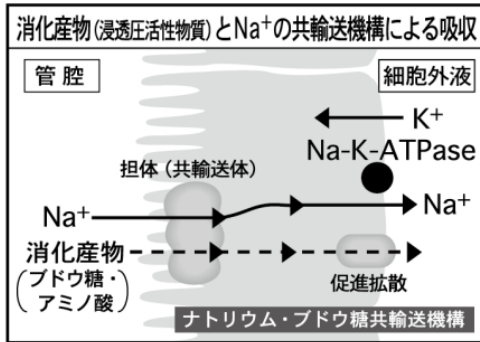 消化産物(浸透圧活性物質)とNa⁺の共輸送機構による吸収
管腔
細胞外液
K⁺
Na-K-ATPase
担体(共輸送体)
Na⁺
Na⁺
消化産物
(ブドウ糖・
アミノ酸)
促進拡散
ナトリウム・ブドウ糖共輸送機構